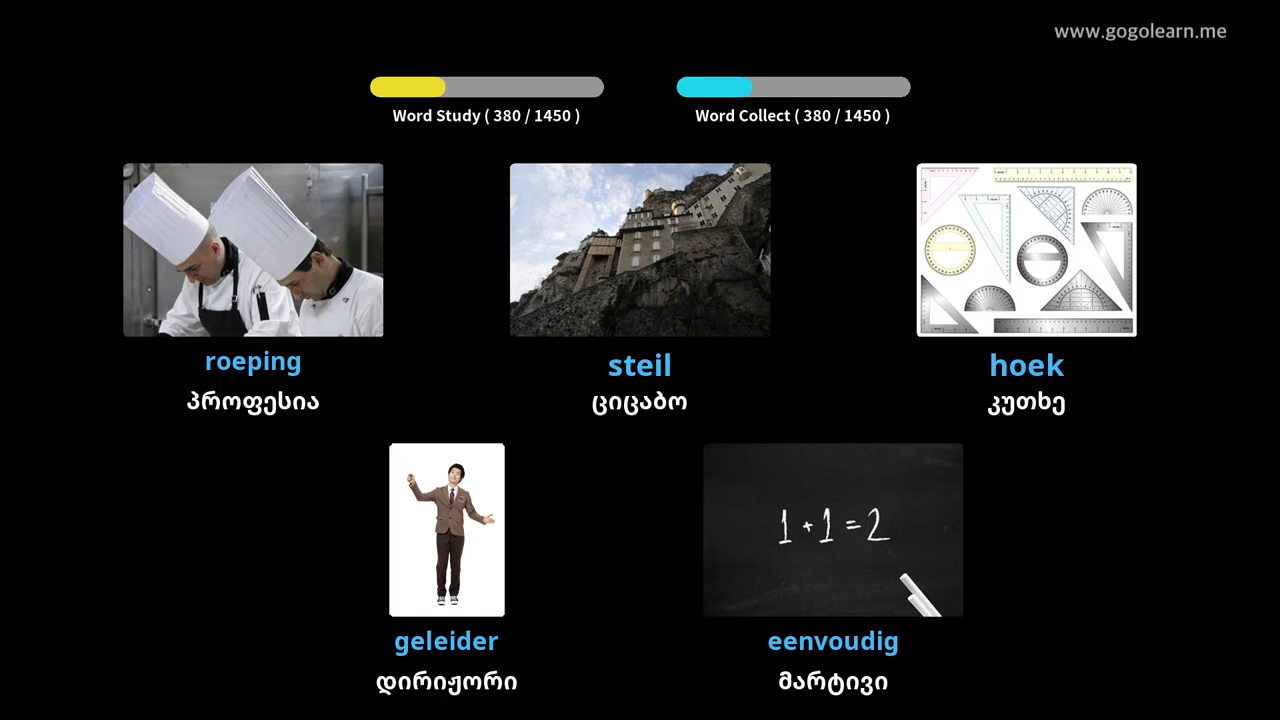 www.gogolearn.me
Word Study ( 380 / 1450 )
Word Collect ( 380 / 1450 )
roeping
პროფესია
steil
ციცაბო
hoek
კუთხე
1 + 1 = 2
geleider
დირიჟორი
eenvoudig
მარტივი